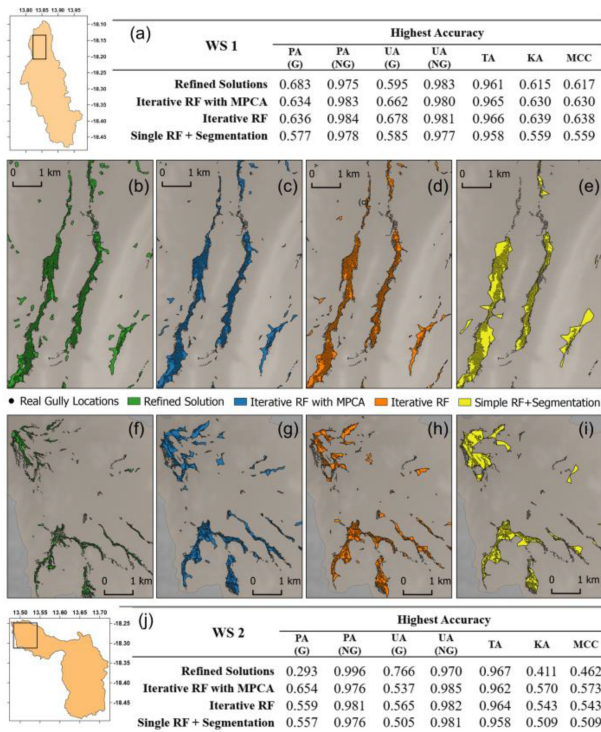 13.80 13.85 13.90 13.95
-18.10
-18.15
-18.20
-18.25
-18.30
-18.35
-18.40
-18.45
(a)
WS 1 Highest Accuracy
PA (G) PA (NG) UA (G) UA (NG) TA KA MCC
Refined Solutions 0.683 0.975 0.595 0.983 0.961 0.615 0.617
Iterative RF with MPCA 0.634 0.983 0.662 0.980 0.965 0.630 0.630
Iterative RF 0.636 0.984 0.678 0.981 0.966 0.639 0.638
Single RF + Segmentation 0.577 0.978 0.585 0.977 0.958 0.559 0.559
0 1 km (b) 0 1 km (c) 0 1 km (d) 0 1 km (e)
Real Gully Locations Refined Solution Iterative RF with MPCA Iterative RF Simple RF+Segmentation
(f) (g) (h) (i)
0 1 km 0 1 km 0 1 km 0 1 km
13.50 13.55 13.60 13.65 13.70
-18.25
-18.30
-18.35
-18.40
-18.45
(j)
WS 2 Highest Accuracy
PA (G) PA (NG) UA (G) UA (NG) TA KA MCC
Refined Solutions 0.293 0.996 0.766 0.970 0.967 0.411 0.462
Iterative RF with MPCA 0.654 0.976 0.537 0.985 0.962 0.570 0.573
Iterative RF 0.559 0.981 0.565 0.982 0.964 0.543 0.543
Single RF + Segmentation 0.557 0.976 0.505 0.981 0.958 0.509 0.509